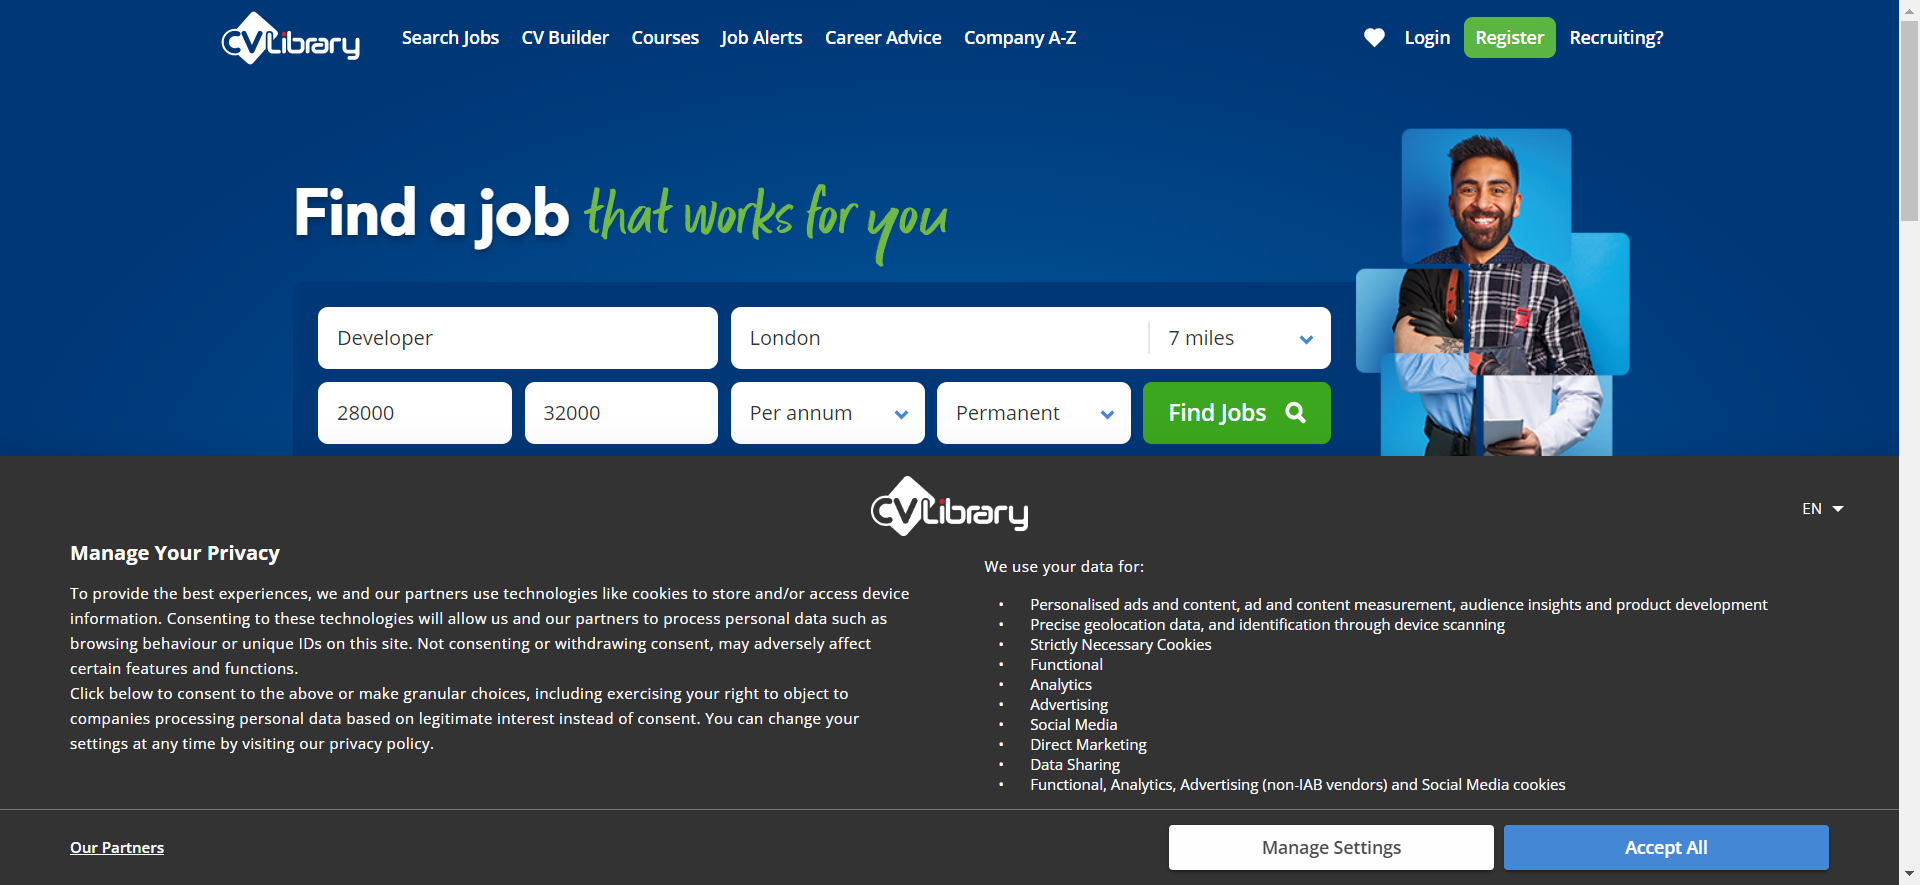 CVLibrary
Search Jobs
CV Builder
Courses
Job Alerts
Career Advice
Company A-Z
Login
Register
Recruiting?
Find a job that works for you
Developer
London
7 miles
28000
32000
Per annum
Permanent
Find Jobs
CVLibrary
EN
Manage Your Privacy
To provide the best experiences, we and our partners use technologies like cookies to store and/or access device
information. Consenting to these technologies will allow us and our partners to process personal data such as
browsing behaviour or unique IDs on this site. Not consenting or withdrawing consent, may adversely affect
certain features and functions.
Click below to consent to the above or make granular choices, including exercising your right to object to
companies processing personal data based on legitimate interest instead of consent. You can change your
settings at any time by visiting our privacy policy.
We use your data for:
• Personalised ads and content, ad and content measurement, audience insights and product development
• Precise geolocation data, and identification through device scanning
• Strictly Necessary Cookies
• Functional
• Analytics
• Advertising
• Social Media
• Direct Marketing
• Data Sharing
• Functional, Analytics, Advertising (non-IAB vendors) and Social Media cookies
Our Partners
Manage Settings
Accept All